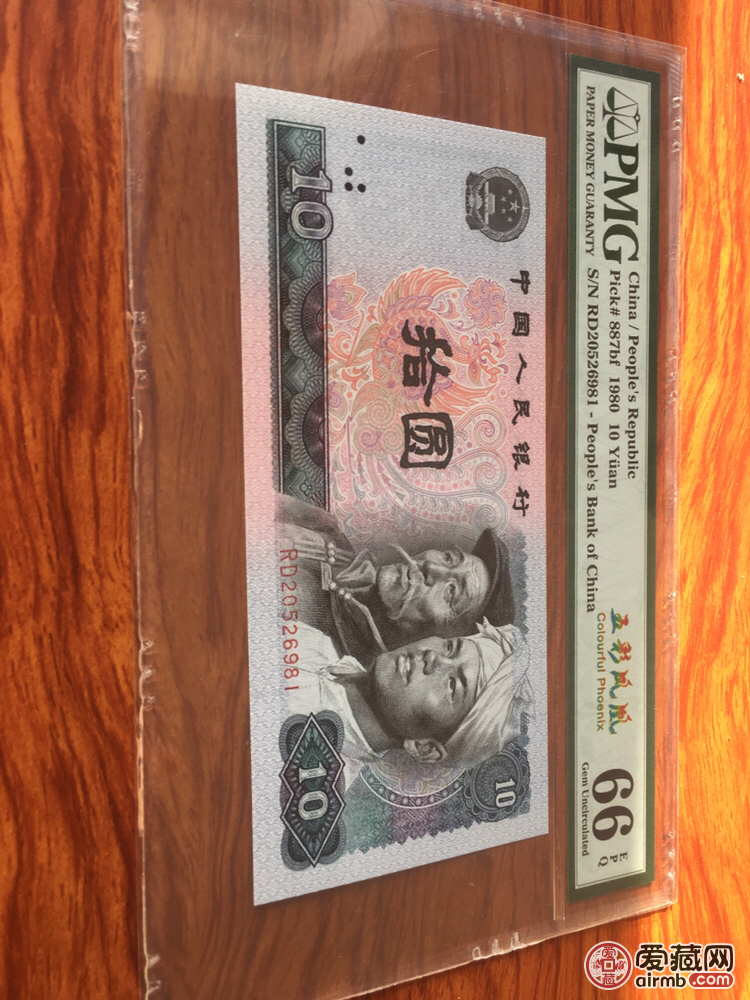 PMG
PAPER MONEY GUARANTY
China / People's Republic
Pick# 887bf 1980 10 Yüan
S/N RD20526981 - People's Bank of China
五彩凤凰
Colourful Phoenix
66
EPQ
Gem Uncirculated
中国人民银行
10
拾圆
RD20526981
10
10
爱藏网
airmb.com